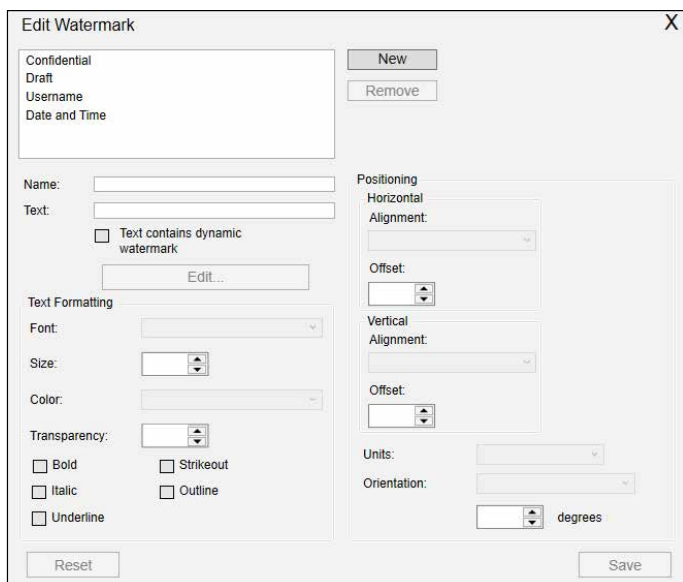 Edit Watermark X
Confidential
Draft
Username
Date and Time
New
Remove
Name:
Text:
Text contains dynamic
watermark
Edit...
Text Formatting
Font:
Size:
Color:
Transparency:
Bold Strikeout
Italic Outline
Underline
Positioning
Horizontal
Alignment:
Offset:
Vertical
Alignment:
Offset:
Units:
Orientation:
degrees
Reset Save